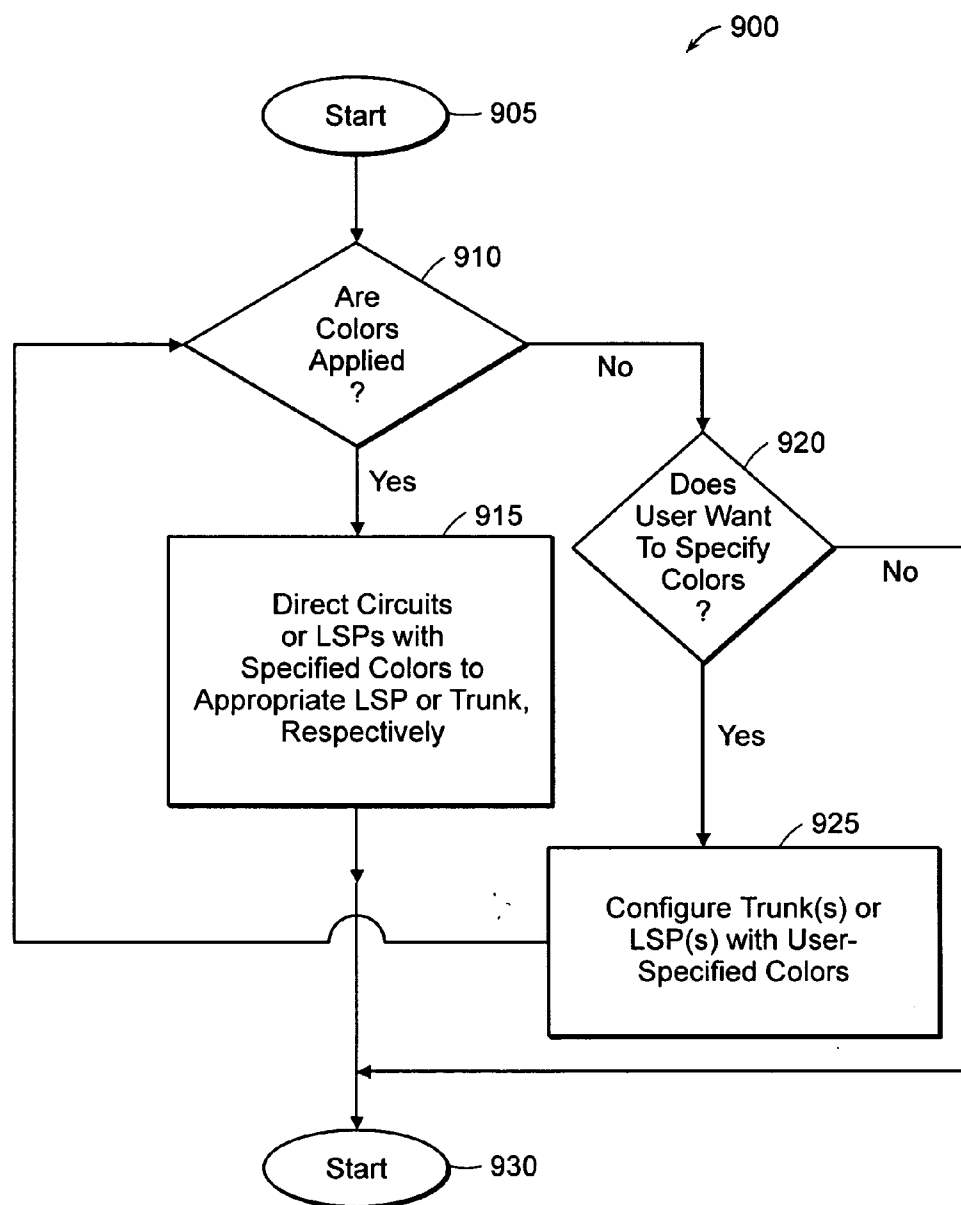 900
Start
905
910
Are
Colors
Applied
?
No
Yes
920
Does
User Want
To Specify
Colors
?
No
Yes
915
Direct Circuits
or LSPs with
Specified Colors to
Appropriate LSP or Trunk,
Respectively
925
Configure Trunk(s) or
LSP(s) with User-
Specified Colors
Start
930